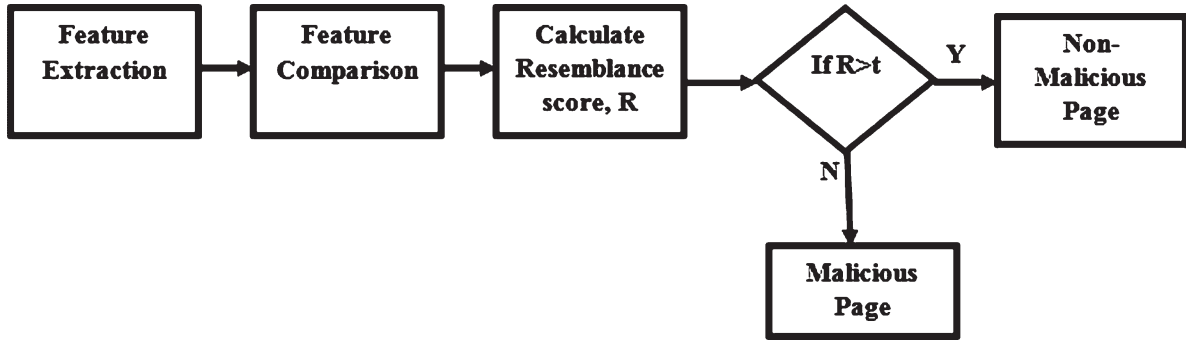 Feature
Extraction
Feature
Comparison
Calculate
Resemblance
score, R
If R>t
Y
Non-
Malicious
Page
N
Malicious
Page